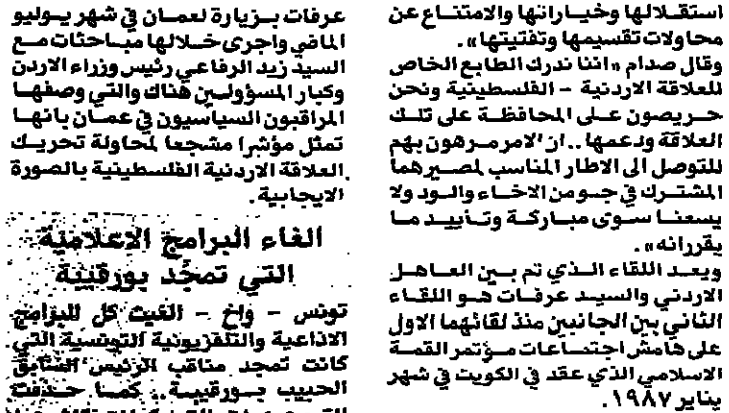 استقلالها وخياراتها والامتناع عن
محاولات تقسيمها وتفتيتها».
وقال صدام «اننا ندرك الطابع الخاص
للعلاقة الاردنية - الفلسطينية ونحن
حريصون على المحافظة على تلك
العلاقة ودعمها .. ان الامر مرهون بهم
للتوصل الى الاطار المناسب لمصيرهما
المشترك في جو من الاخاء والود ولا
يسعنا سوى مباركة وتأييد ما
يقررانه».
ويعد اللقاء الذي تم بين العاهل
الاردني والسيد عرفات هو اللقاء
الثاني بين الجانبين منذ لقائهما الاول
على هامش اجتماعات مؤتمر القمة
الاسلامي الذي عقد في الكويت في شهر
يناير ١٩٨٧.
عرفات بزيارة لعمان في شهر يوليو
الماضي واجرى خلالها مباحثات مع
السيد زيد الرفاعي رئيس وزراء الاردن
وكبار المسؤولين هناك والتي وصفها
المراقبون السياسيون في عمان بانها
تمثل مؤشرا مشجعا لمحاولة تحريك
العلاقة الاردنية الفلسطينية بالصورة
الايجابية.
الغاء البرامج الاعلامية
التي تمجّد بورقيبة
تونس - واخ - الغيت كل البرامج
الاذاعية والتلفزيونية التونسية التي
كانت تمجد مناقب الرئيس السابق
الحبيب بورقيبة .. كما حذفت